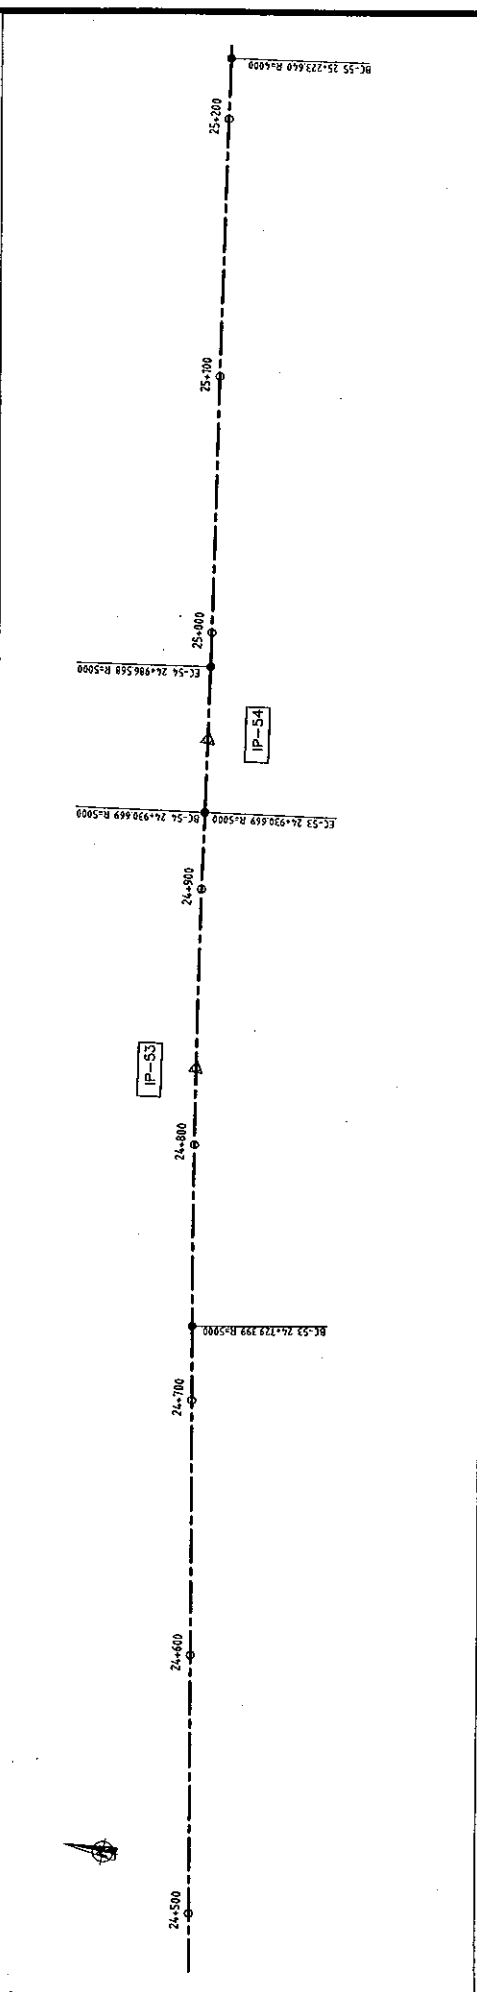 BC-55 25+223.640 R=4000
25+200
25+100
25+000
EC-54 24+986.568 R=5000
IP-54
BC-54 24+930.669 R=5000
EC-53 24+930.669 R=5000
24+900
IP-53
24+800
BC-53 24+729.399 R=5000
24+700
24+600
24+500